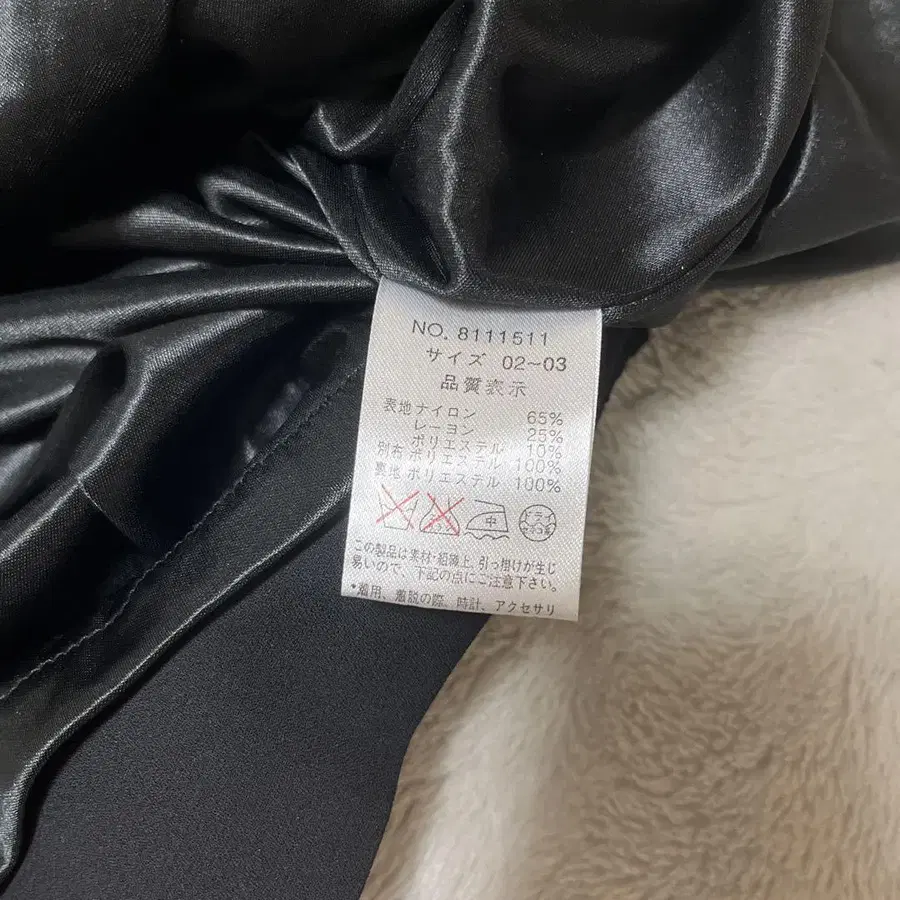 NO. 8111511
サイズ 02〜03
品質表示
表地 ナイロン 65%
レーヨン 25%
ポリエステル 10%
別布 ポリエステル 100%
裏地 ポリエステル 100%
中 ドライ
この製品は素材・組織上、引っ掛けが生じ
易いので、下記の点にご注意下さい。
*着用、着脱の際、時計、アクセサリ